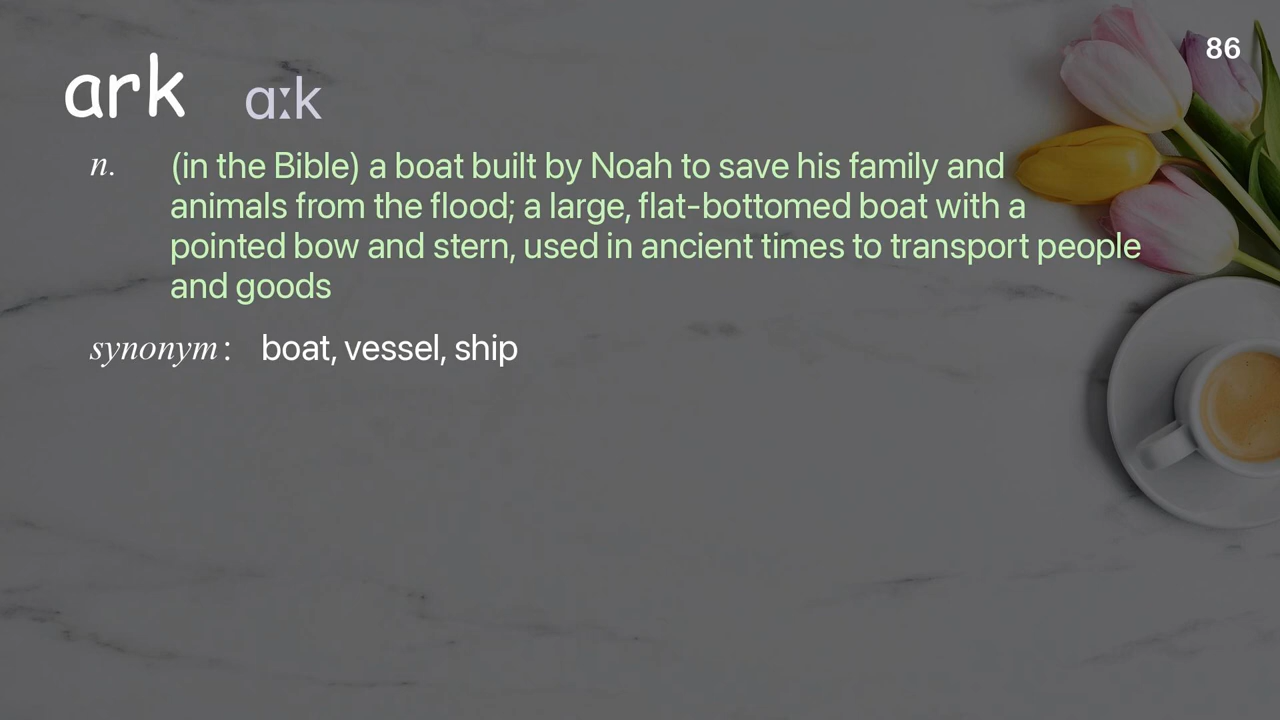 86
ark ɑːk
n. (in the Bible) a boat built by Noah to save his family and
animals from the flood; a large, flat-bottomed boat with a
pointed bow and stern, used in ancient times to transport people
and goods
synonym: boat, vessel, ship